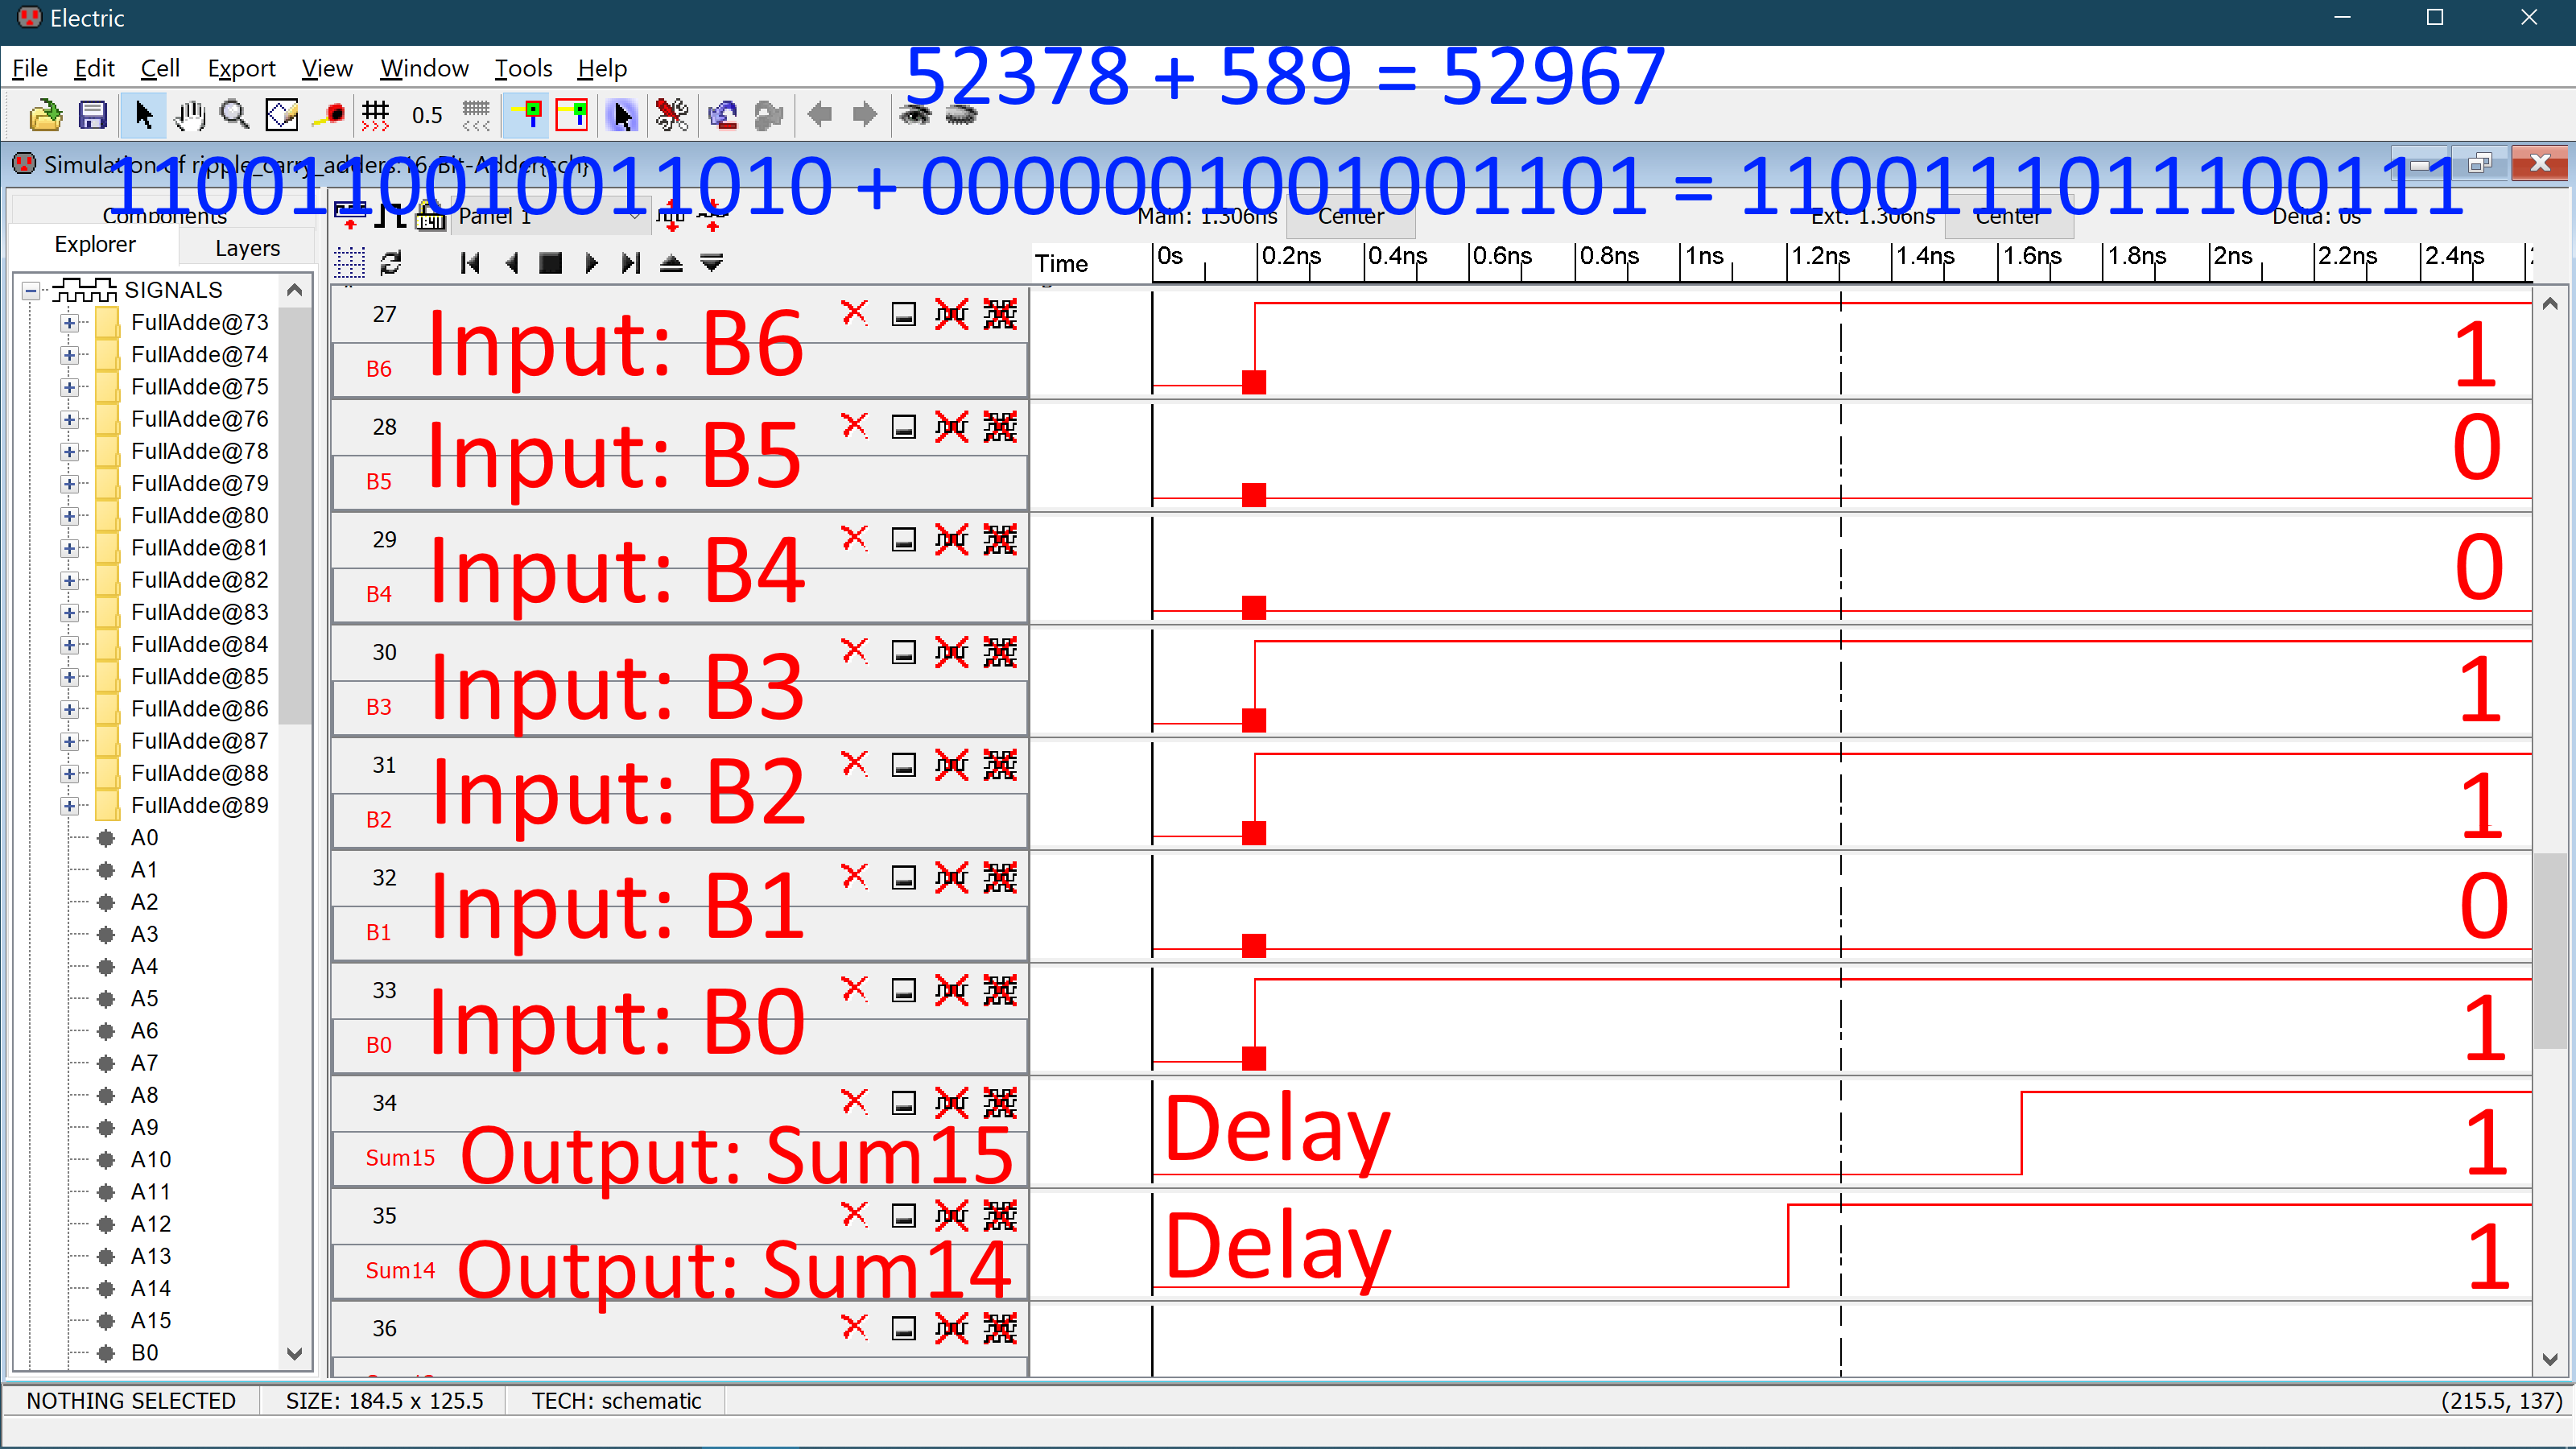 Electric
File Edit Cell Export View Window Tools Help
52378 + 589 = 52967
0.5
Simulation of ripple_carry_adders:16-Bit-Adder{sch}
1100110010011010 + 0000001001001101 = 1100111011100111
Components
Explorer Layers
Panel 1
Main: 1.306ns Center Ext: 1.306ns Center Delta: 0s
Time 0s 0.2ns 0.4ns 0.6ns 0.8ns 1ns 1.2ns 1.4ns 1.6ns 1.8ns 2ns 2.2ns 2.4ns
SIGNALS
FullAdde@73
FullAdde@74
FullAdde@75
FullAdde@76
FullAdde@78
FullAdde@79
FullAdde@80
FullAdde@81
FullAdde@82
FullAdde@83
FullAdde@84
FullAdde@85
FullAdde@86
FullAdde@87
FullAdde@88
FullAdde@89
A0
A1
A2
A3
A4
A5
A6
A7
A8
A9
A10
A11
A12
A13
A14
A15
B0
27
B6 Input: B6 1
28
B5 Input: B5 0
29
B4 Input: B4 0
30
B3 Input: B3 1
31
B2 Input: B2 1
32
B1 Input: B1 0
33
B0 Input: B0 1
34
Sum15 Output: Sum15 Delay 1
35
Sum14 Output: Sum14 Delay 1
36
NOTHING SELECTED SIZE: 184.5 x 125.5 TECH: schematic (215.5, 137)